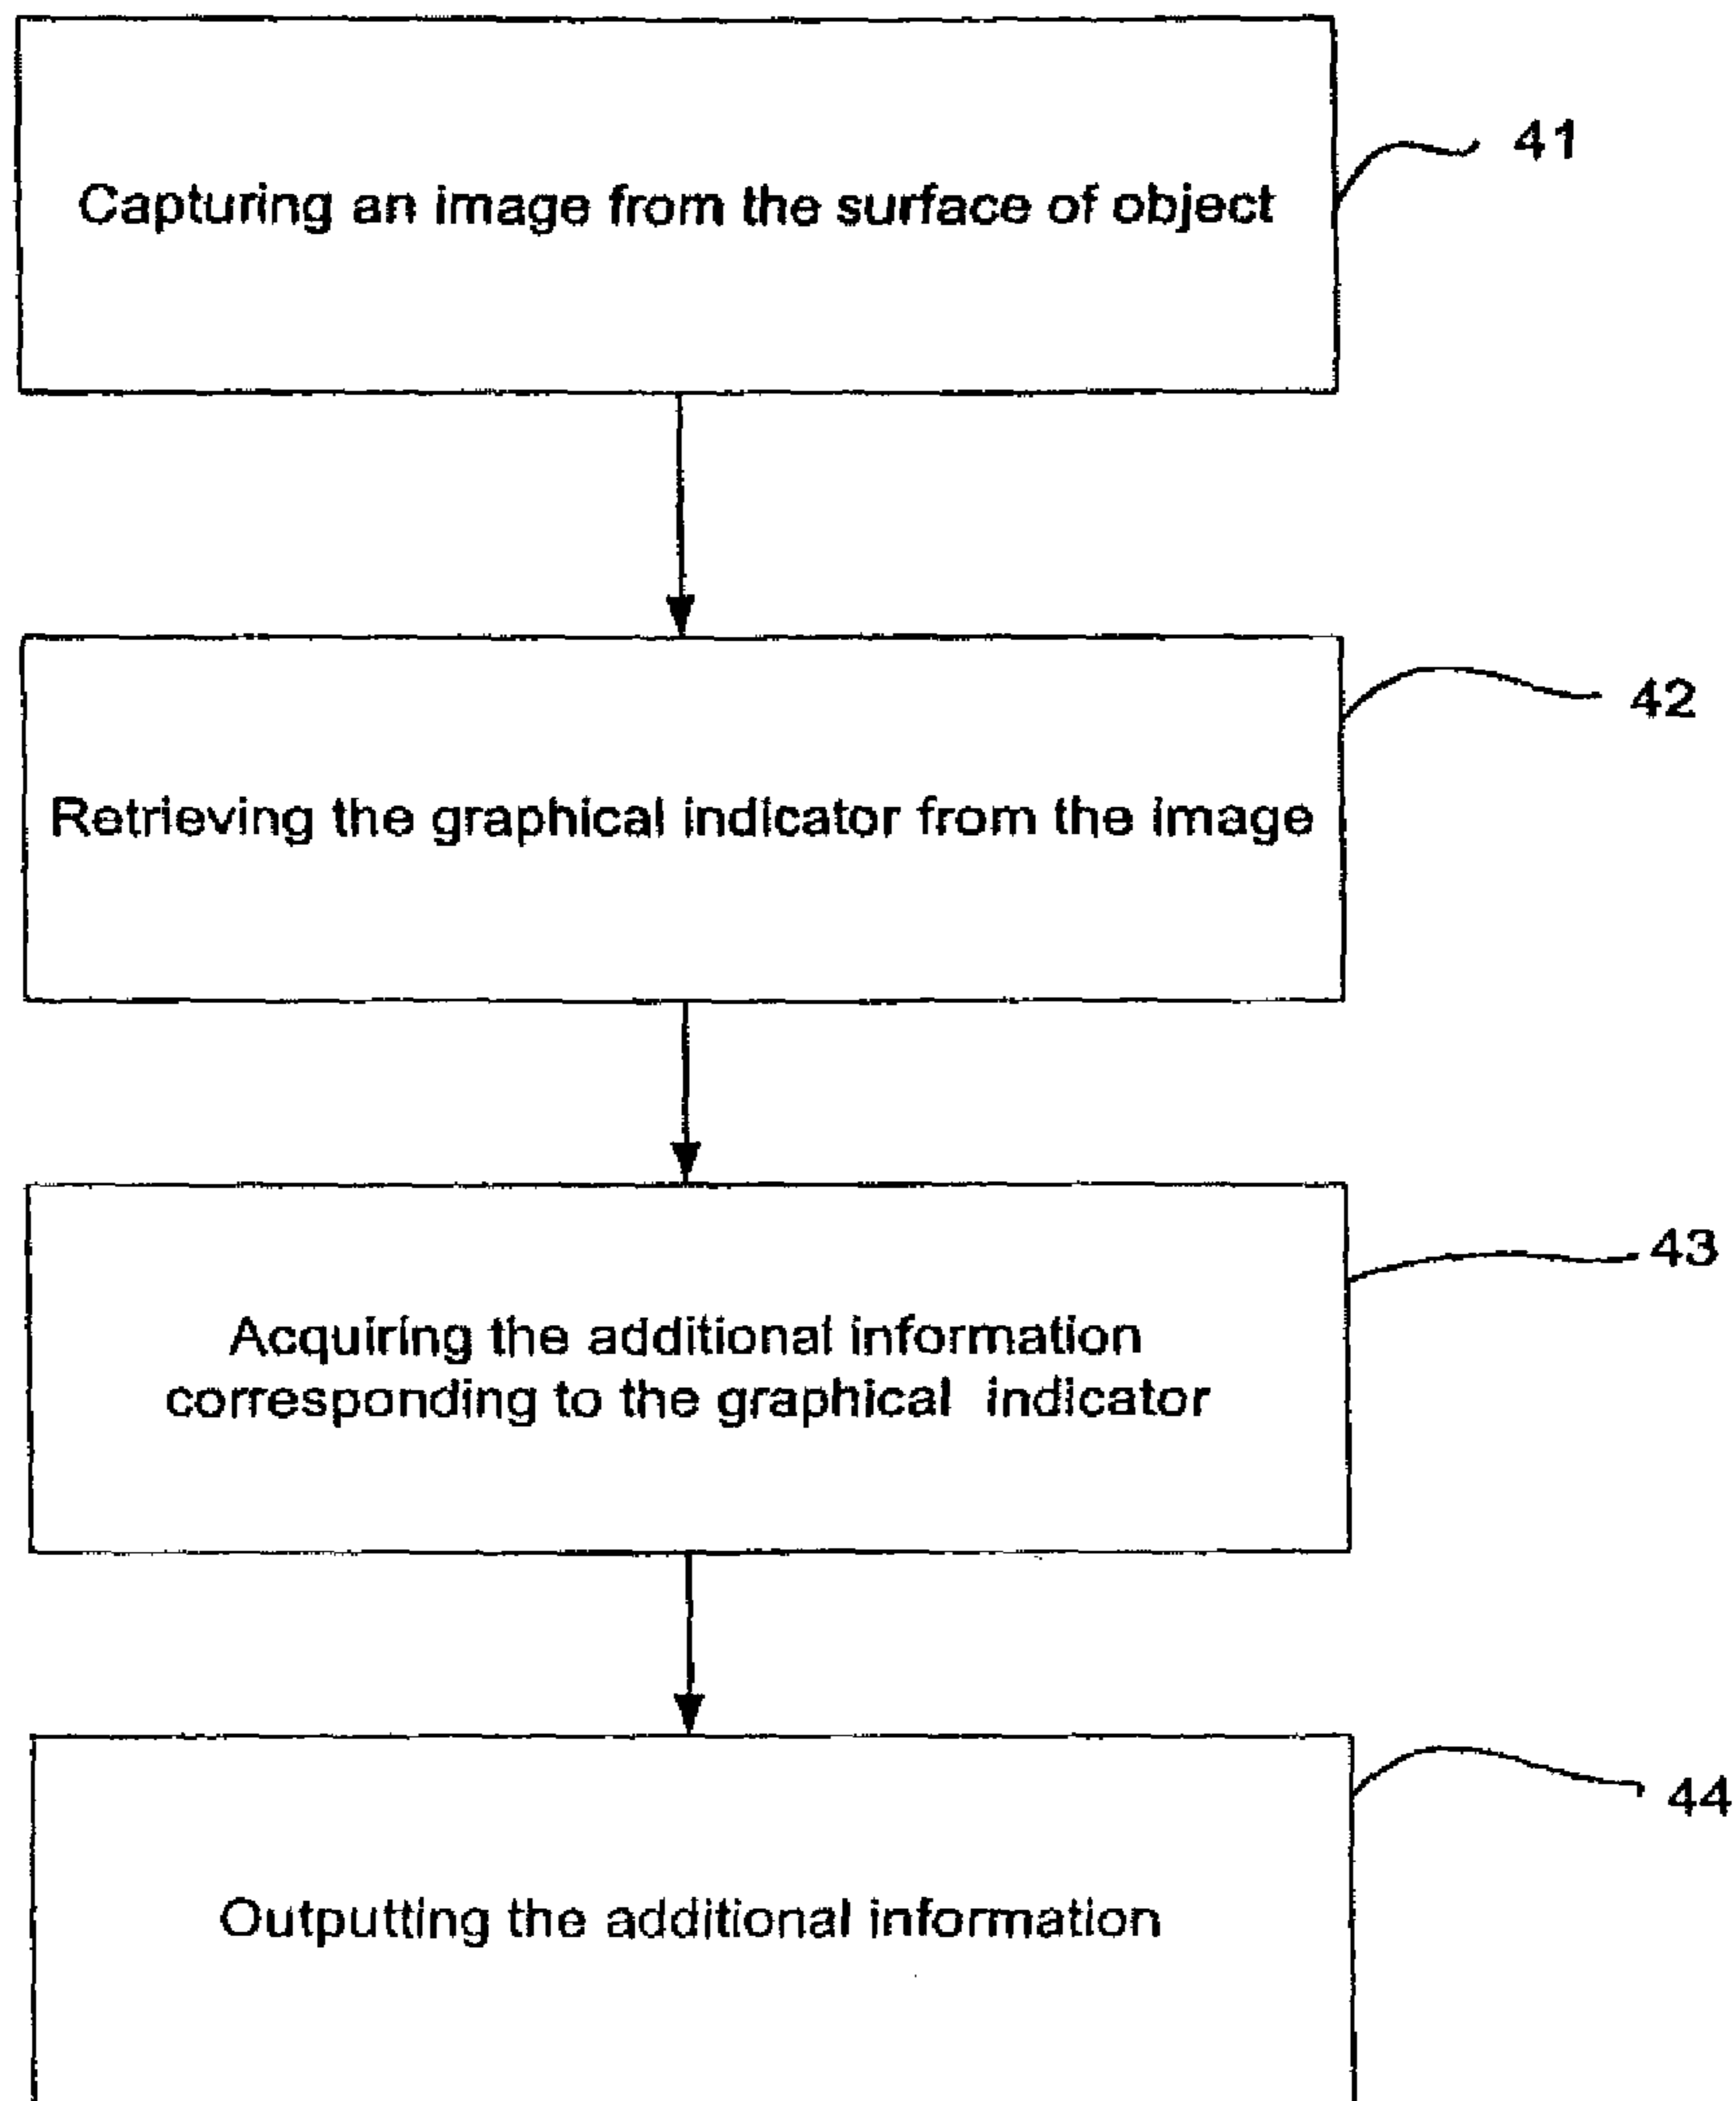 Capturing an image from the surface of object
41
Retrieving the graphical indicator from the image
42
Acquiring the additional information
corresponding to the graphical indicator
43
Outputting the additional information
44